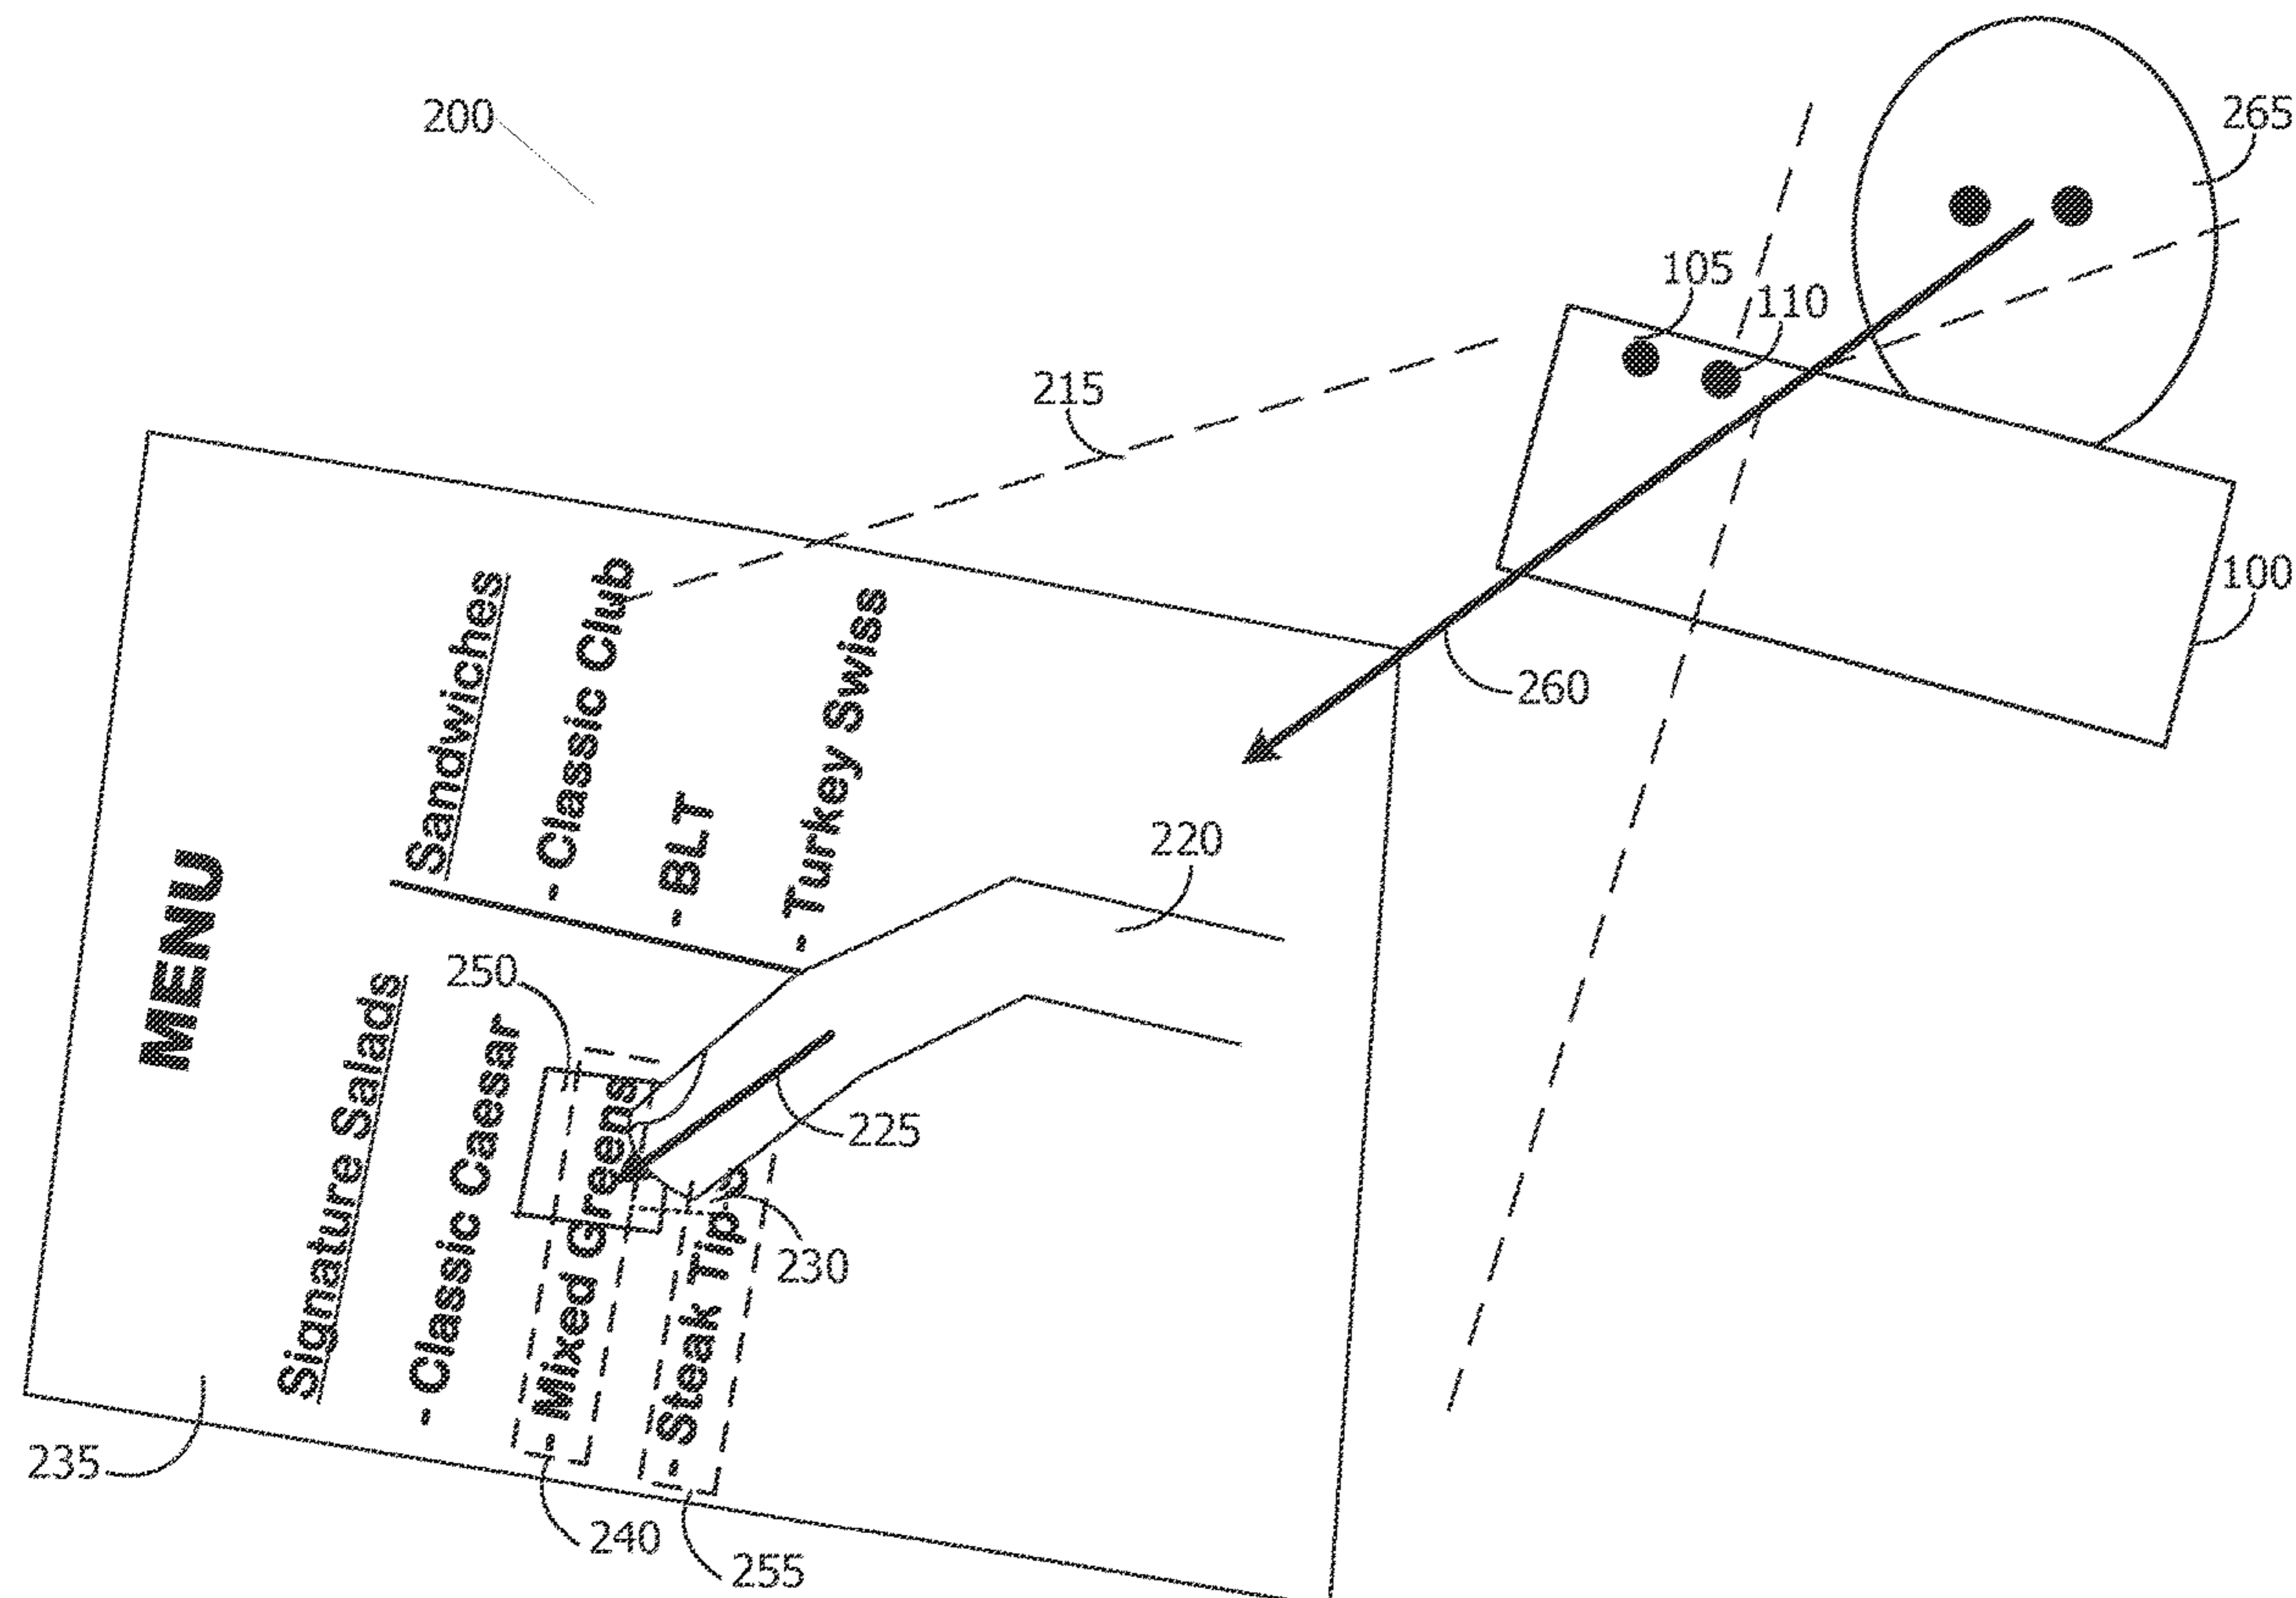 200
265
105
110
215
100
260
MENU
Sandwiches
- Classic Club
- BLT
- Turkey Swiss
220
250
Signature Salads
- Classic Caesar
- Mixed Greens
- Steak Tips
225
230
235
240
255